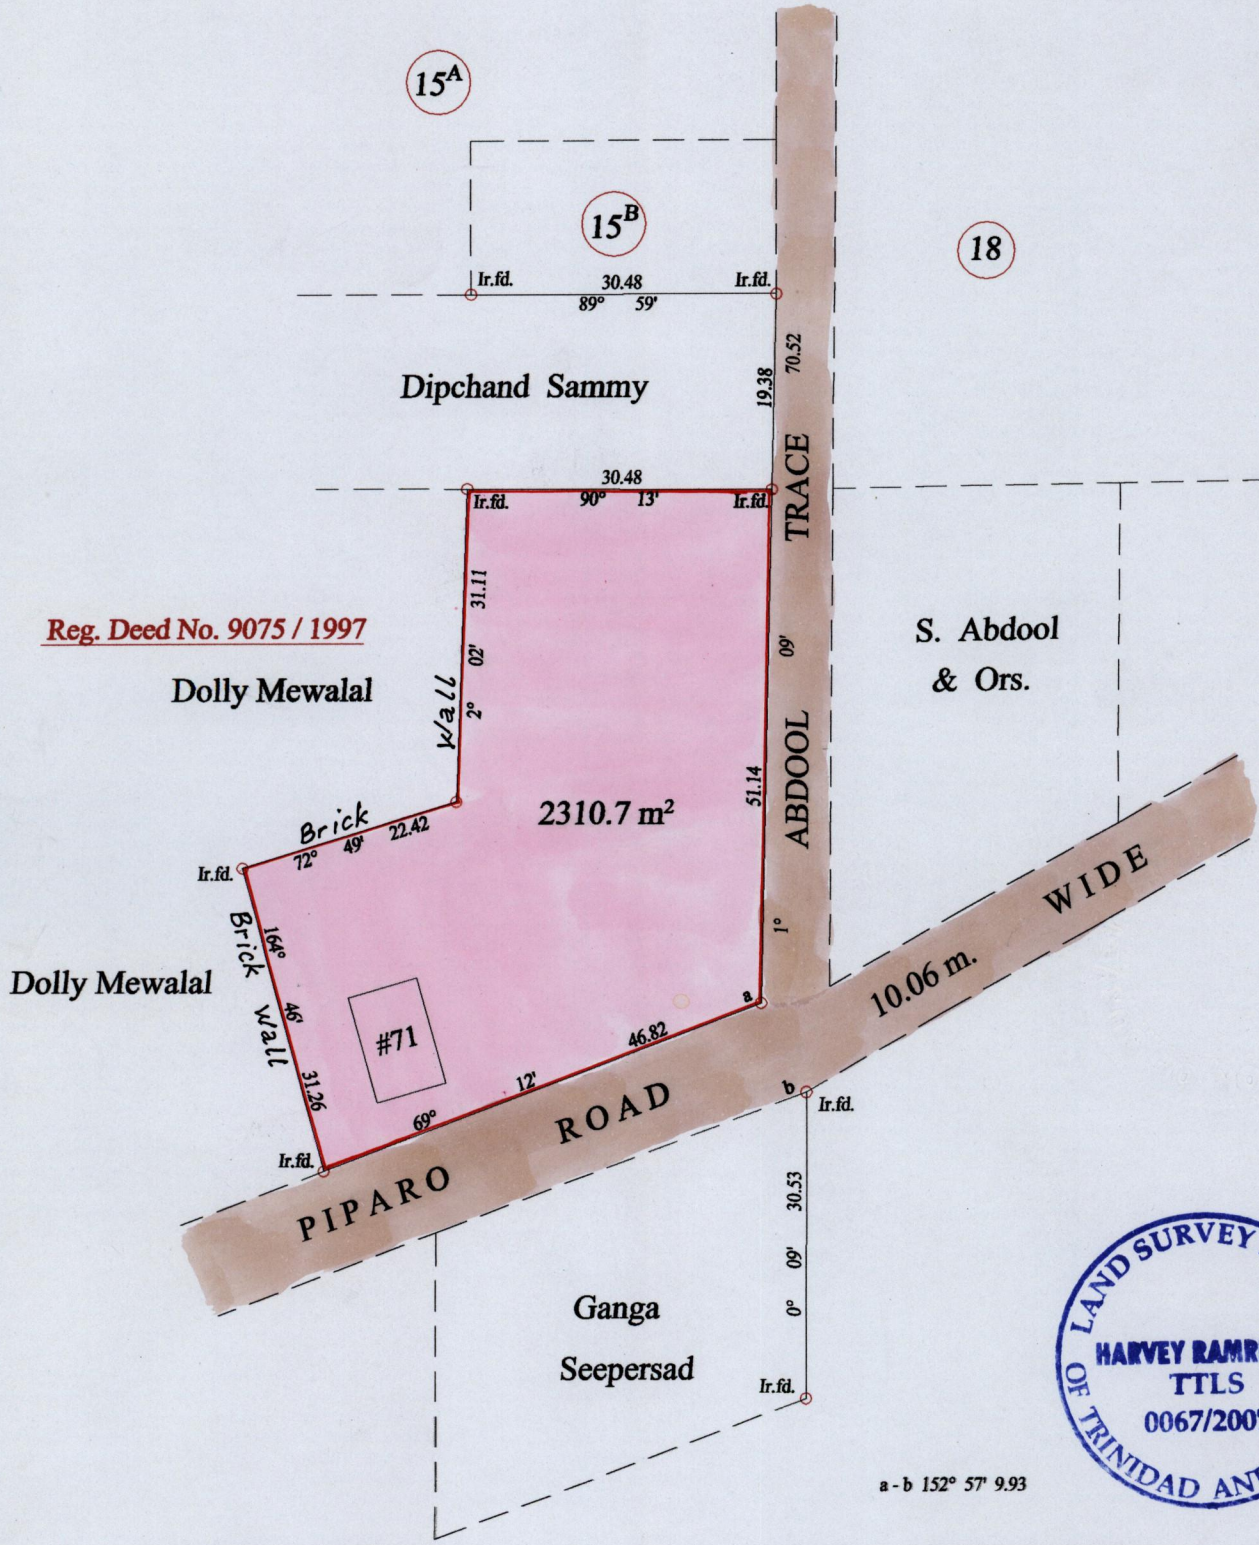 15A
15B
18
Ir.fd.
30.48
Ir.fd.
89° 59'
70.52
19.38
Dipchand Sammy
30.48
Ir.fd.
90° 13'
Ir.fd.
ABDOOL TRACE
31.11
02'
2°
Wall
Reg. Deed No. 9075 / 1997
Dolly Mewalal
S. Abdool
& Ors.
09'
51.14
1°
2310.7 m²
Brick
22.42
72° 49'
Ir.fd.
Brick Wall
164° 46' 31.26
Dolly Mewalal
#71
a
46.82
69° 12'
10.06 m. WIDE
PIPARO ROAD
Ir.fd.
b
Ir.fd.
30.53
0° 09'
Ganga
Seepersad
Ir.fd.
a - b 152° 57' 9.93
LAND SURVEY
HARVEY
TTLS
OF TRINIDAD